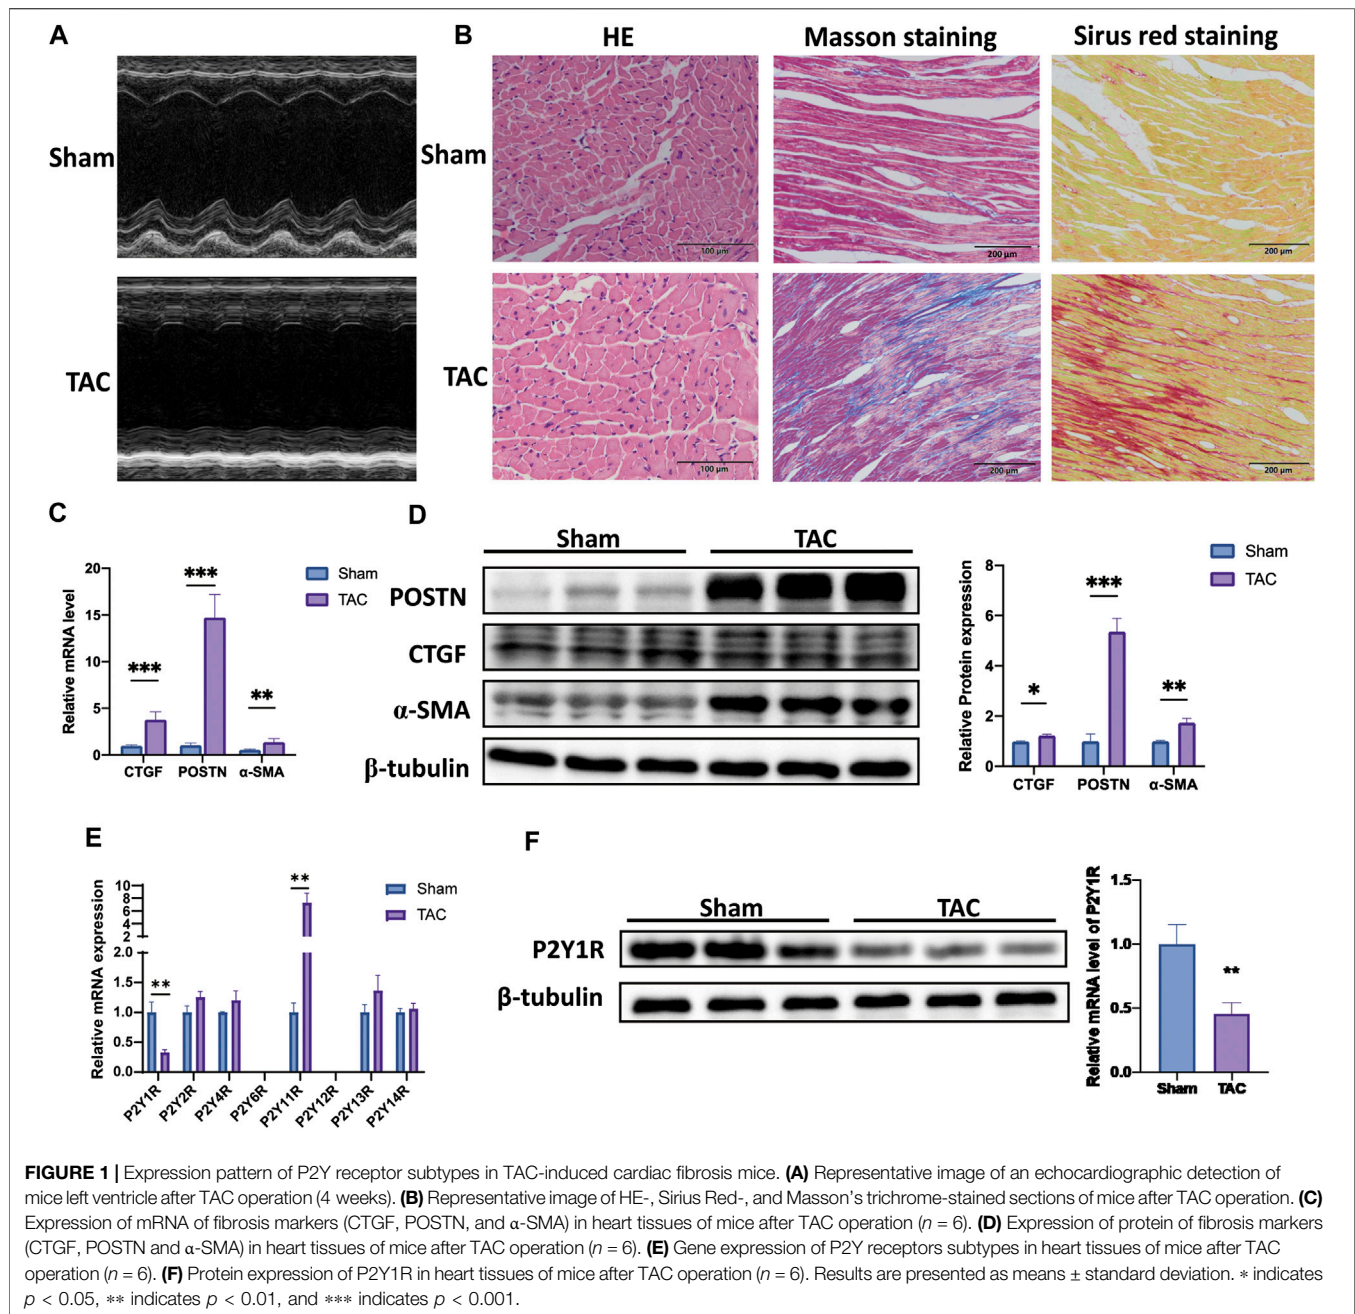 A
B
HE
Masson staining
Sirus red staining
Sham
Sham
100 μm
200 μm
200 μm
TAC
TAC
100 μm
200 μm
200 μm
C
Relative mRNA level
20
15
10
5
0
***
***
**
Sham
TAC
CTGF
POSTN
α-SMA
D
Sham
TAC
POSTN
CTGF
α-SMA
β-tubulin
Relative Protein expression
8
6
4
2
0
*
***
**
Sham
TAC
CTGF
POSTN
α-SMA
E
Relative mRNA expression
10
8
6
4
2
2.0
1.5
1.0
0.5
0.0
**
**
Sham
TAC
P2Y1R
P2Y2R
P2Y4R
P2Y6R
P2Y11R
P2Y12R
P2Y13R
P2Y14R
F
Sham
TAC
P2Y1R
β-tubulin
Relative mRNA level of P2Y1R
1.5
1.0
0.5
0.0
**
Sham
TAC
FIGURE 1 | Expression pattern of P2Y receptor subtypes in TAC-induced cardiac fibrosis mice. (A) Representative image of an echocardiographic detection of
mice left ventricle after TAC operation (4 weeks). (B) Representative image of HE-, Sirius Red-, and Masson's trichrome-stained sections of mice after TAC operation. (C)
Expression of mRNA of fibrosis markers (CTGF, POSTN, and α-SMA) in heart tissues of mice after TAC operation (n = 6). (D) Expression of protein of fibrosis markers
(CTGF, POSTN and α-SMA) in heart tissues of mice after TAC operation (n = 6). (E) Gene expression of P2Y receptors subtypes in heart tissues of mice after TAC
operation (n = 6). (F) Protein expression of P2Y1R in heart tissues of mice after TAC operation (n = 6). Results are presented as means ± standard deviation. * indicates
p < 0.05, ** indicates p < 0.01, and *** indicates p < 0.001.